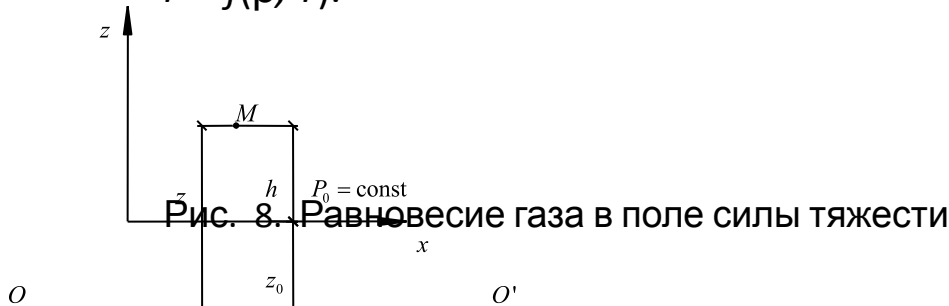 z
M
z h P₀ = const
Рис. 8. Равновесие газа в поле силы тяжести
x
z₀
O O'